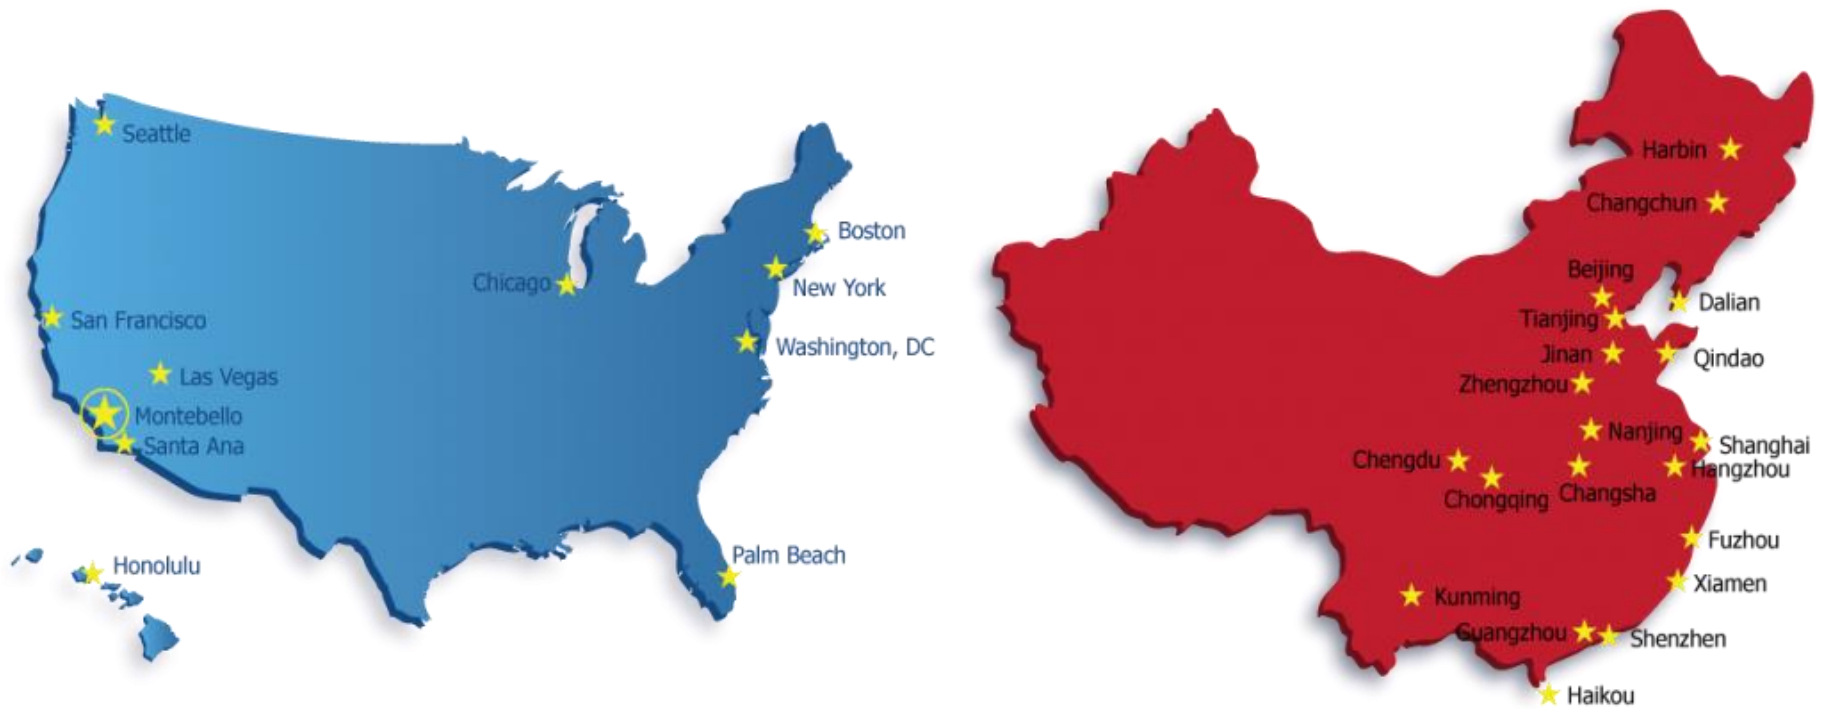 Seattle
Boston
Chicago
New York
San Francisco
Washington, DC
Las Vegas
Montebello
Santa Ana
Palm Beach
Honolulu
Harbin
Changchun
Beijing
Dalian
Tianjing
Jinan
Qindao
Zhengzhou
Nanjing
Shanghai
Chengdu
Hangzhou
Chongqing
Changsha
Fuzhou
Xiamen
Kunming
Guangzhou
Shenzhen
Haikou